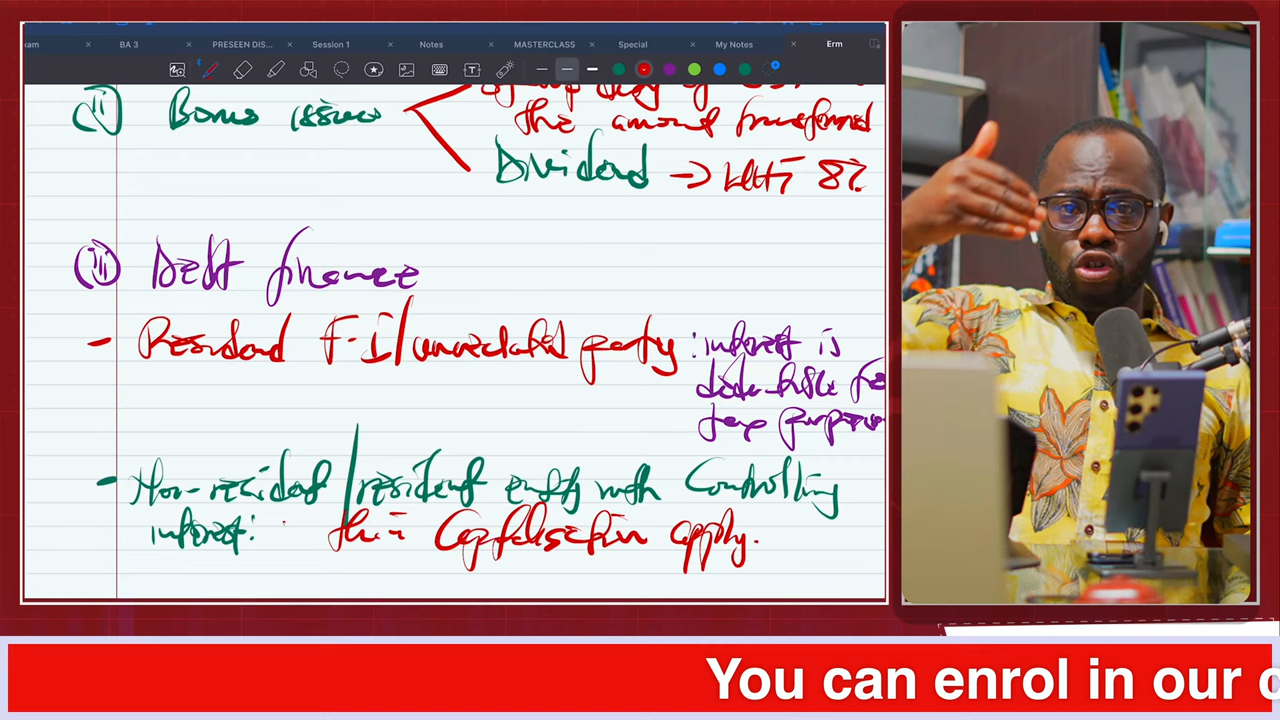 xam
BA 3
PRESEEN DIS...
Session 1
Notes
MASTERCLASS
Special
My Notes
Erm
(ii) Bonus issues
the amount transferred
Dividend → WHT 8%
(iii) Debt finance
- Resident F-I/unrelated party : interest is
deductible for
tax purposes
- Non-resident/resident entity with Controlling
interest: thin Capitalisation apply.
You can enrol in our c